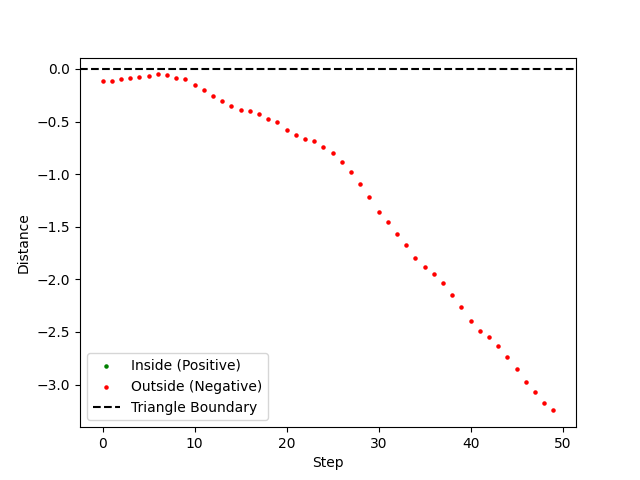 0.0
−0.5
−1.0
−1.5
−2.0
−2.5
−3.0
Distance
Inside (Positive)
Outside (Negative)
Triangle Boundary
0 10 20 30 40 50
Step